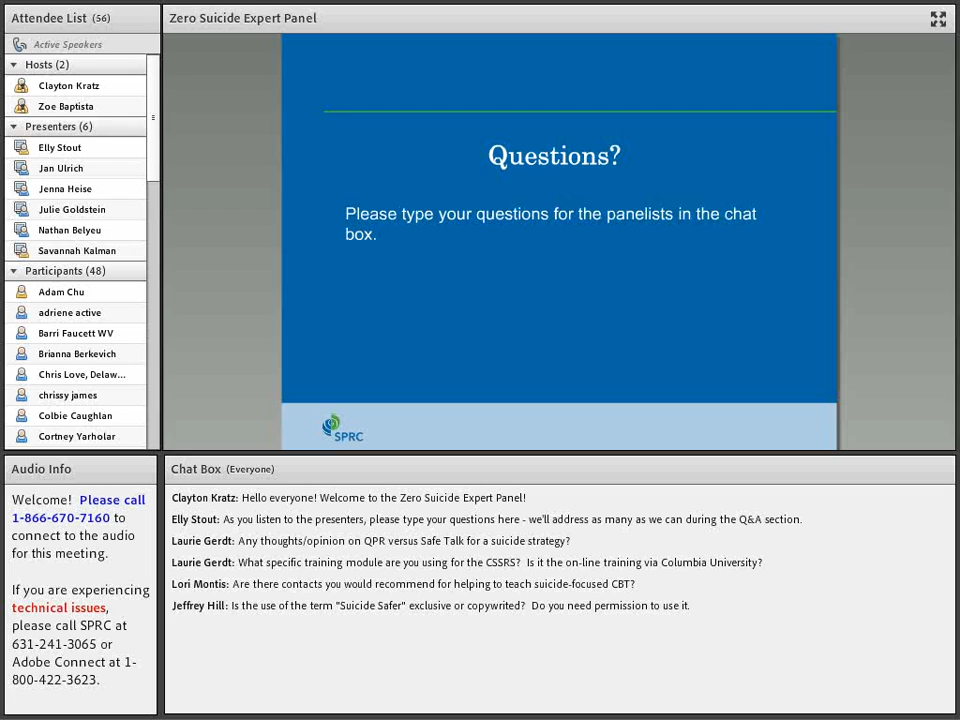 Attendee List (56)
Active Speakers
Hosts (2)
Clayton Kratz
Zoe Baptista
Presenters (6)
Elly Stout
Jan Ulrich
Jenna Heise
Julie Goldstein
Nathan Belyeu
Savannah Kalman
Participants (48)
Adam Chu
adriene active
Barri Faucett WV
Brianna Berkevich
Chris Love, Delaw...
chrissy james
Colbie Caughlan
Cortney Yarholar
Zero Suicide Expert Panel
Questions?
Please type your questions for the panelists in the chat
box.
SPRC
Audio Info
Welcome! Please call
1-866-670-7160 to
connect to the audio
for this meeting.
If you are experiencing
technical issues,
please call SPRC at
631-241-3065 or
Adobe Connect at 1-
800-422-3623.
Chat Box (Everyone)
Clayton Kratz: Hello everyone! Welcome to the Zero Suicide Expert Panel!
Elly Stout: As you listen to the presenters, please type your questions here - we'll address as many as we can during the Q&A section.
Laurie Gerdt: Any thoughts/opinion on QPR versus Safe Talk for a suicide strategy?
Laurie Gerdt: What specific training module are you using for the CSSRS? Is it the on-line training via Columbia University?
Lori Montis: Are there contacts you would recommend for helping to teach suicide-focused CBT?
Jeffrey Hill: Is the use of the term "Suicide Safer" exclusive or copywrited? Do you need permission to use it.